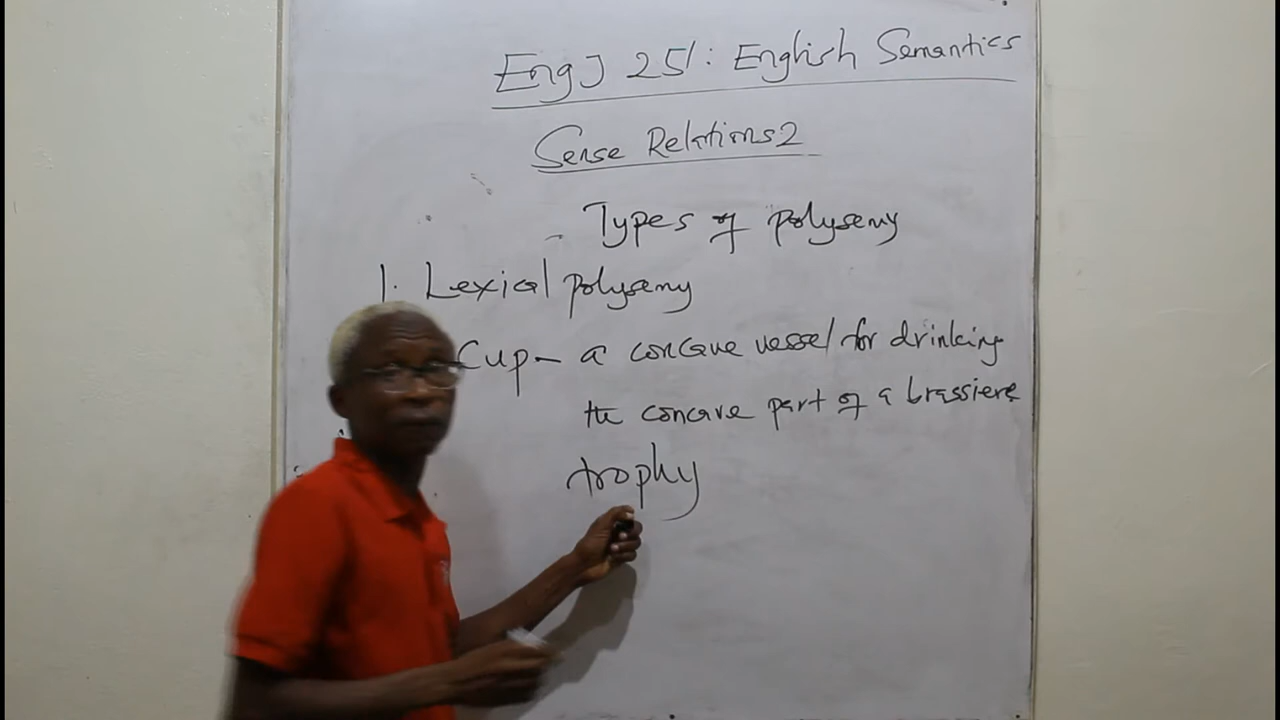 Engl 251: English Semantics
Sense Relations 2
Types of polysemy
1. Lexical polysemy
Cup - a concave vessel for drinking
the concave part of a brassiere
trophy